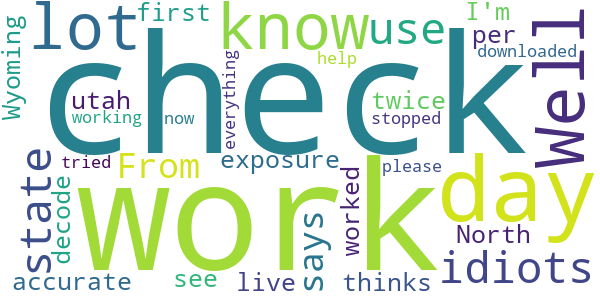 lot
first
know
use
I'm
per
downloaded
Well
Wyoming
check
help
everything
utah
working
now
twice
stopped
tried
From
exposure
please
state
decode
work
says
worked
day
North
idiots
accurate
see
live
thinks